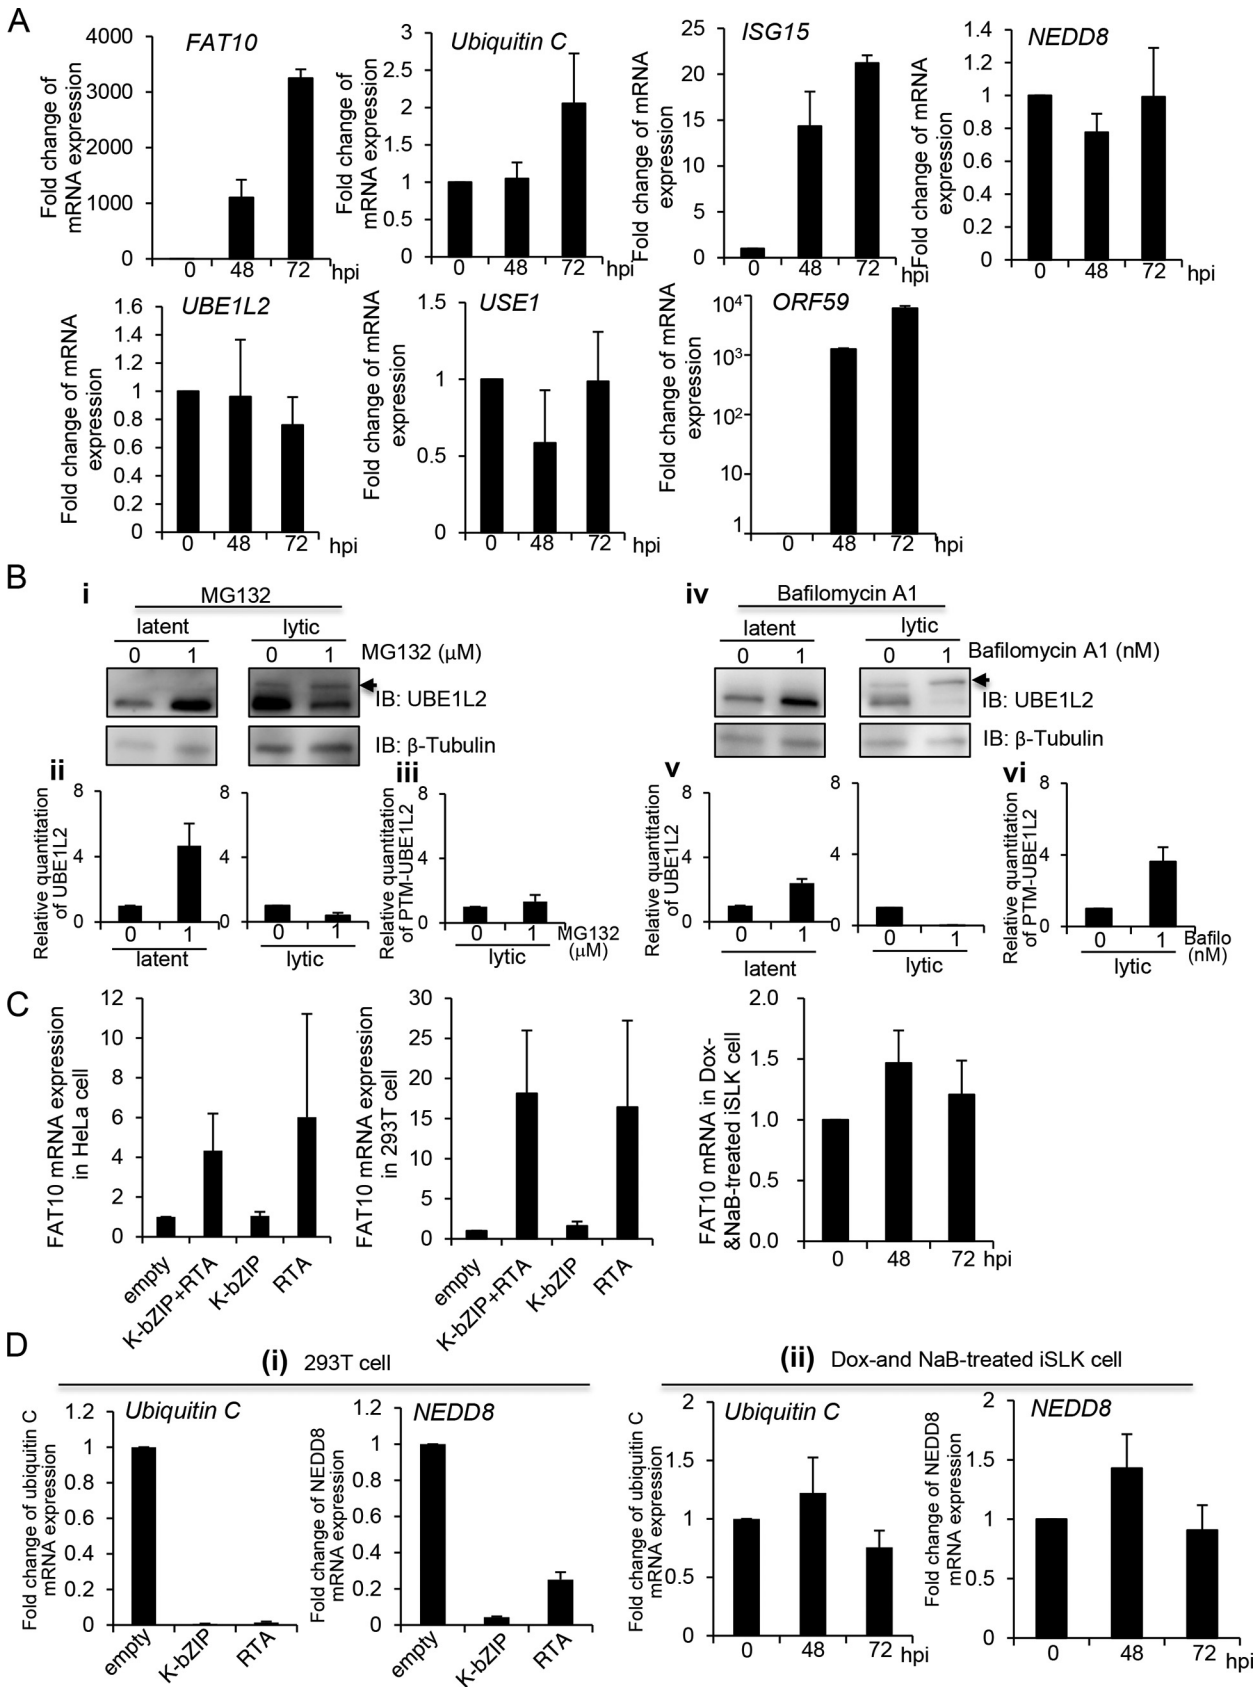 A
FAT10
Fold change of
mRNA expression
4000
3000
2000
1000
0
0 48 72 hpi
Ubiquitin C
Fold change of
mRNA expression
3
2.5
2
1.5
1
0.5
0
0 48 72 hpi
ISG15
Fold change of mRNA
expression
25
20
15
10
5
0
0 48 72 hpi
NEDD8
Fold change of mRNA
expression
1.4
1.2
1
0.8
0.6
0.4
0.2
0
0 48 72 hpi
UBE1L2
Fold change of mRNA
expression
1.6
1.4
1.2
1
0.8
0.6
0.4
0.2
0
0 48 72 hpi
USE1
Fold change of mRNA
expression
1.5
1
0.5
0
0 48 72 hpi
ORF59
Fold change of mRNA
expression
10⁴
10³
10²
10
1
0 48 72 hpi
B
i
MG132
latent lytic
0 1 0 1 MG132 (μM)
IB: UBE1L2
IB: β-Tubulin
ii
Relative quantitation
of UBE1L2
8
4
0
0 1
latent
8
4
0
0 1
lytic
iii
Relative quantitation
of PTM-UBE1L2
8
4
0
0 1 MG132
(μM)
lytic
iv
Bafilomycin A1
latent lytic
0 1 0 1 Bafilomycin A1 (nM)
IB: UBE1L2
IB: β-Tubulin
v
Relative quantitation
of UBE1L2
8
4
0
0 1
latent
8
4
0
0 1
lytic
vi
Relative quantitation
of PTM-UBE1L2
8
4
0
0 1 Bafilo
(nM)
lytic
C
FAT10 mRNA expression
in HeLa cell
12
10
8
6
4
2
0
empty
K-bZIP+RTA
K-bZIP
RTA
FAT10 mRNA expression
in 293T cell
30
25
20
15
10
5
0
empty
K-bZIP+RTA
K-bZIP
RTA
FAT10 mRNA in Dox-
&NaB-treated iSLK cell
2.0
1.5
1.0
0.5
0.0
0 48 72 hpi
D
(i) 293T cell
Ubiquitin C
Fold change of ubiquitin C
mRNA expression
1.2
1
0.8
0.6
0.4
0.2
0
empty
K-bZIP
RTA
NEDD8
Fold change of NEDD8
mRNA expression
1.2
1
0.8
0.6
0.4
0.2
0
empty
K-bZIP
RTA
(ii) Dox-and NaB-treated iSLK cell
Ubiquitin C
Fold change of ubiquitin C
mRNA expression
2
1.5
1
0.5
0
0 48 72 hpi
NEDD8
Fold change of NEDD8
mRNA expression
2
1.5
1
0.5
0
0 48 72 hpi